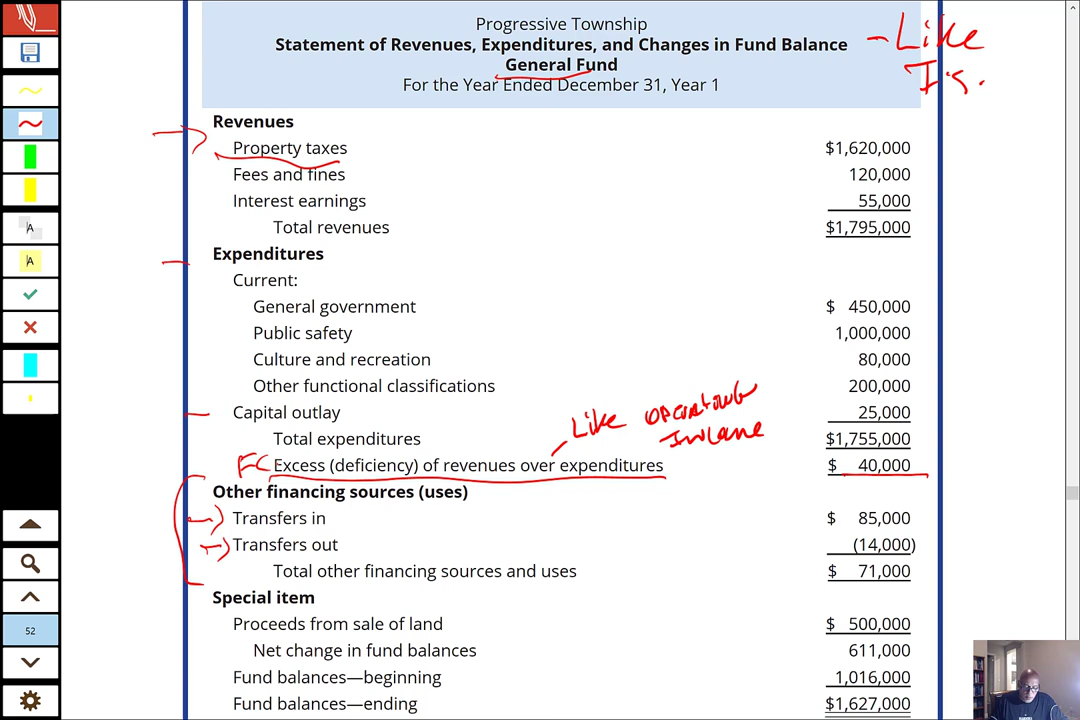 Progressive Township
Statement of Revenues, Expenditures, and Changes in Fund Balance
General Fund
For the Year Ended December 31, Year 1
- Like
I.S.
Revenues
Property taxes $1,620,000
Fees and fines 120,000
Interest earnings 55,000
Total revenues $1,795,000
Expenditures
Current:
General government $ 450,000
Public safety 1,000,000
Culture and recreation 80,000
Other functional classifications 200,000
Capital outlay 25,000
Like operating
Income
Total expenditures $1,755,000
Excess (deficiency) of revenues over expenditures $ 40,000
Other financing sources (uses)
Transfers in $ 85,000
Transfers out (14,000)
Total other financing sources and uses $ 71,000
Special item
Proceeds from sale of land $ 500,000
Net change in fund balances 611,000
Fund balances—beginning 1,016,000
Fund balances—ending $1,627,000
A
A
52